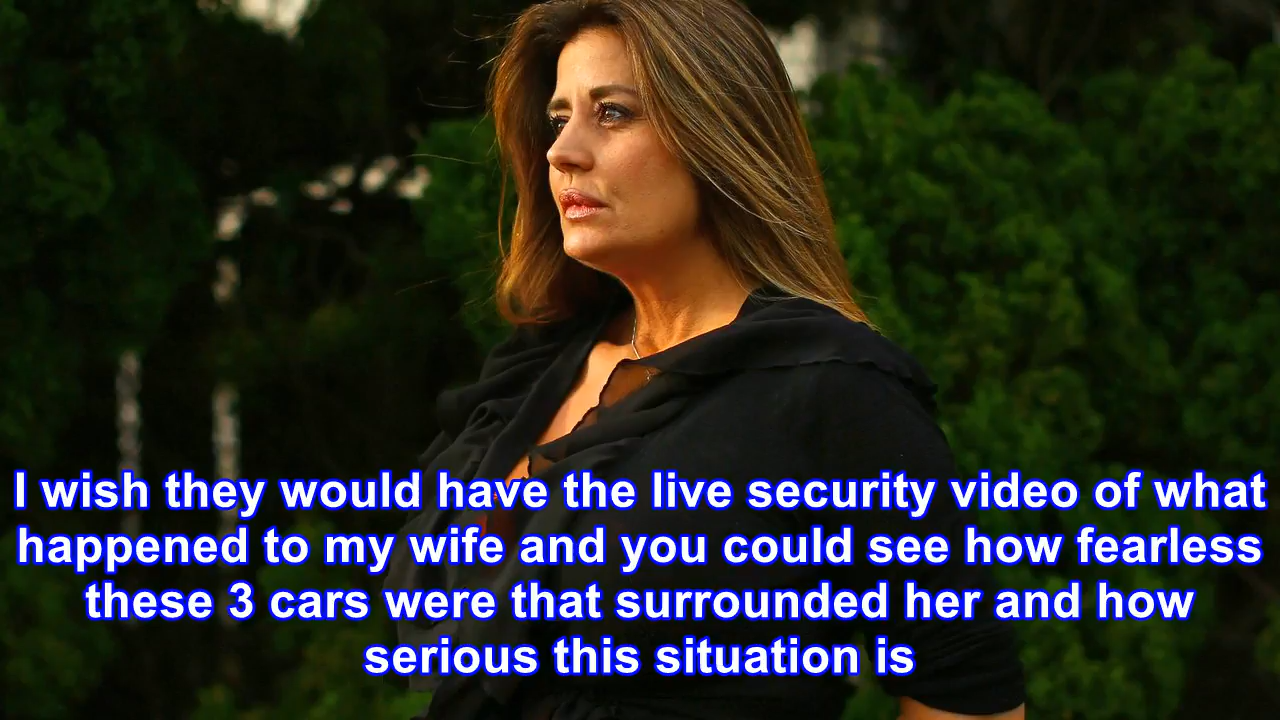 I wish they would have the live security video of what
happened to my wife and you could see how fearless
these 3 cars were that surrounded her and how
serious this situation is